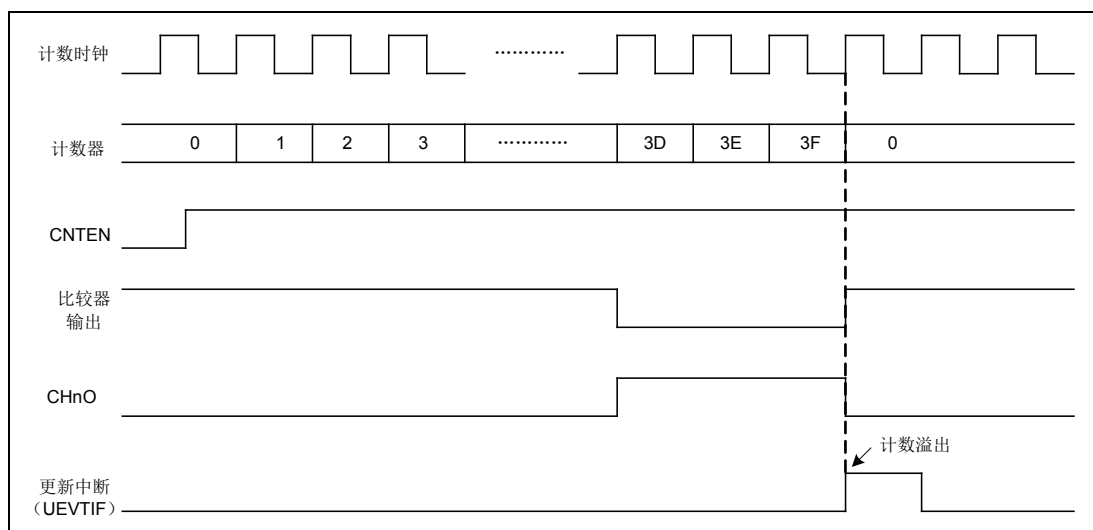 计数时钟
…………
计数器
0 1 2 3 ………… 3D 3E 3F 0
CNTEN
比较器
输出
CHnO
计数溢出
更新中断
（UEVTIF）